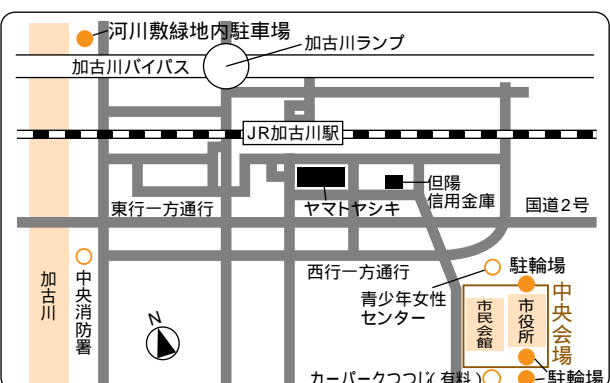 河川敷緑地内駐車場
加古川ランプ
加古川バイパス
JR加古川駅
但陽
信用金庫
ヤマトヤシキ
東行一方通行
国道2号
西行一方通行
駐輪場
青少年女性
センター
加古川
中央消防署
N
市民会館
市役所
中央会場
カーパークつつじ(有料)
駐輪場